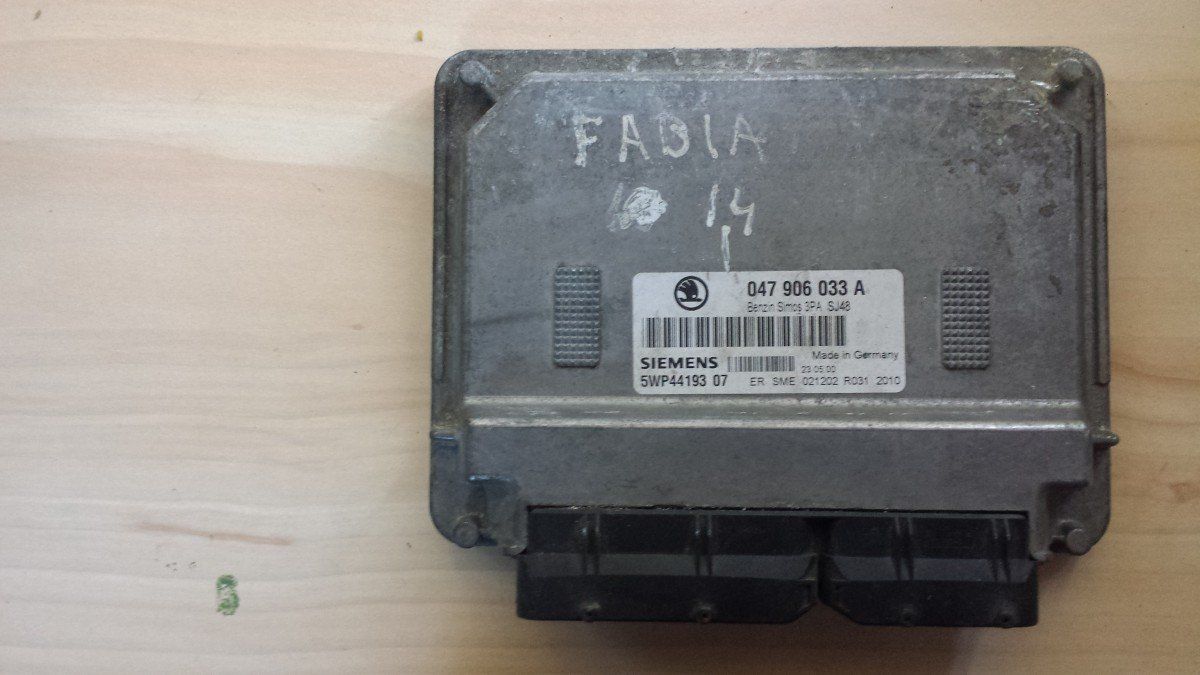 FABIA
14
047 906 033 A
Benzin Simos 3PA SJ48
Made in Germany
SIEMENS
23.05.00
5WP44193 07 ER SME 021202 R031 2010